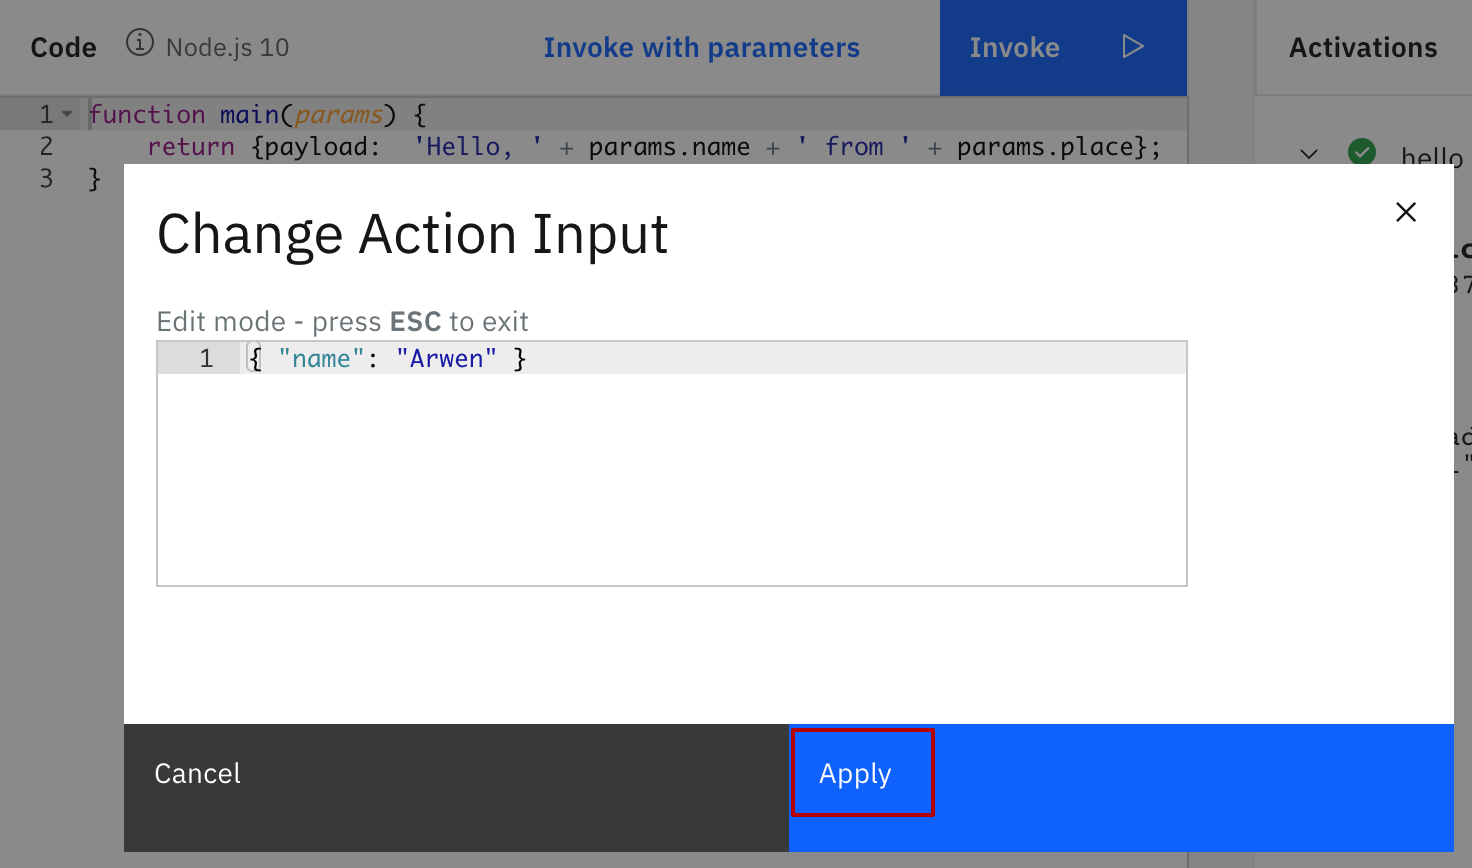 Code Node.js 10 Invoke with parameters Invoke Activations
1 function main(params) {
2 return {payload: 'Hello, ' + params.name + ' from ' + params.place};
3 }
hello
Change Action Input
Edit mode - press ESC to exit
1 { "name": "Arwen" }
Cancel Apply